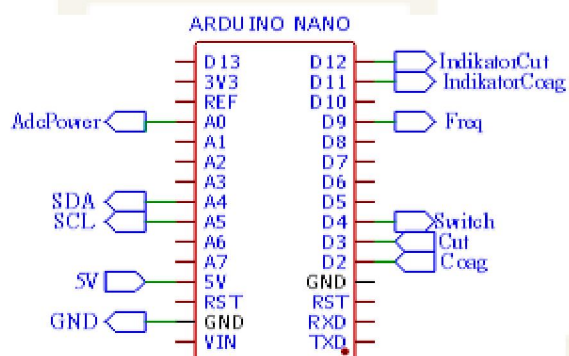 ARDUINO NANO
D13 D12 IndikatorCut
3V3 D11 IndikatorCoag
REF D10
AdcPower A0 D9 Freq
A1 D8
A2 D7
A3 D6
SDA A4 D5
SCL A5 D4 Switch
A6 D3 Cut
A7 D2 Coag
5V 5V GND
RST RST
GND GND RXD
VIN TXD